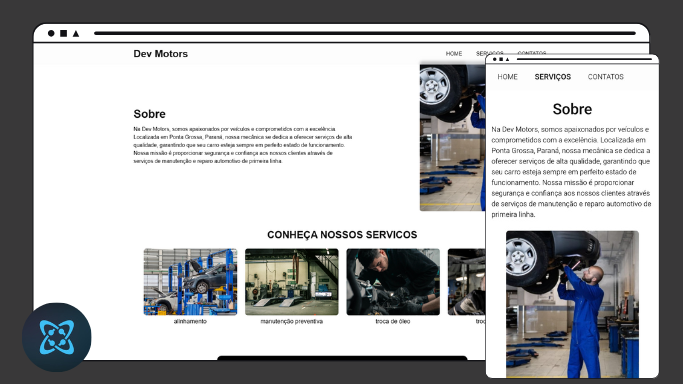 Dev Motors
HOME
SERVIÇOS
CONTATOS
Sobre
Na Dev Motors, somos apaixonados por veículos e comprometidos com a excelência.
Localizada em Ponta Grossa, Paraná, nossa mecânica se dedica a oferecer serviços de alta
qualidade, garantindo que seu carro esteja sempre em perfeito estado de funcionamento.
Nossa missão é proporcionar segurança e confiança aos nossos clientes através de
serviços de manutenção e reparo automotivo de primeira linha.
CONHEÇA NOSSOS SERVICOS
alinhamento
manutenção preventiva
troca de óleo
troc
HOME
SERVIÇOS
CONTATOS
Sobre
Na Dev Motors, somos apaixonados por veículos e
comprometidos com a excelência. Localizada em
Ponta Grossa, Paraná, nossa mecânica se dedica a
oferecer serviços de alta qualidade, garantindo que
seu carro esteja sempre em perfeito estado de
funcionamento. Nossa missão é proporcionar
segurança e confiança aos nossos clientes através
de serviços de manutenção e reparo automotivo de
primeira linha.